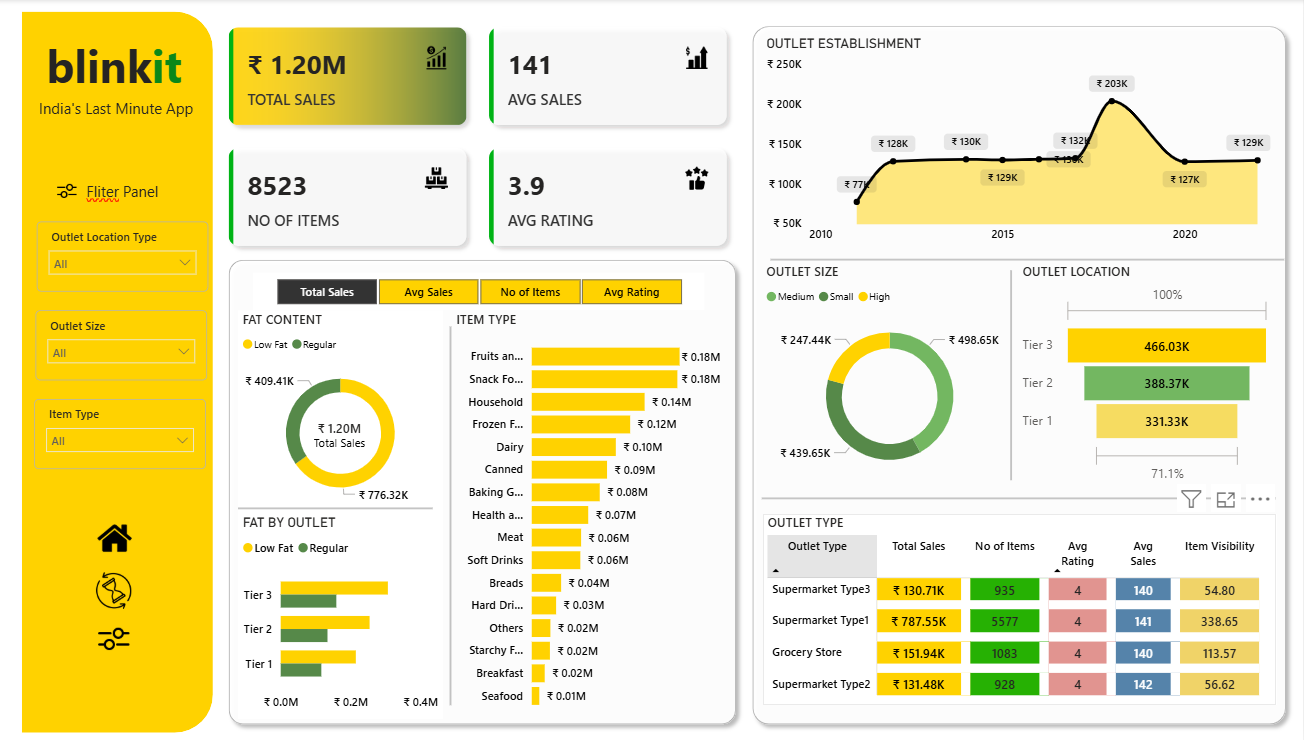 blinkit
India's Last Minute App
Fliter Panel
Outlet Location Type
All
Outlet Size
All
Item Type
All
₹ 1.20M
TOTAL SALES
141
AVG SALES
8523
NO OF ITEMS
3.9
AVG RATING
Total Sales
Avg Sales
No of Items
Avg Rating
FAT CONTENT
Low Fat Regular
₹ 409.41K
₹ 1.20M
Total Sales
₹ 776.32K
FAT BY OUTLET
Low Fat Regular
Tier 3
Tier 2
Tier 1
₹ 0.0M ₹ 0.2M ₹ 0.4M
ITEM TYPE
Fruits an... ₹ 0.18M
Snack Fo... ₹ 0.18M
Household ₹ 0.14M
Frozen F... ₹ 0.12M
Dairy ₹ 0.10M
Canned ₹ 0.09M
Baking G... ₹ 0.08M
Health a... ₹ 0.07M
Meat ₹ 0.06M
Soft Drinks ₹ 0.06M
Breads ₹ 0.04M
Hard Dri... ₹ 0.03M
Others ₹ 0.02M
Starchy F... ₹ 0.02M
Breakfast ₹ 0.02M
Seafood ₹ 0.01M
OUTLET ESTABLISHMENT
₹ 250K
₹ 200K
₹ 150K
₹ 100K
₹ 50K
₹ 77K
₹ 128K
₹ 130K
₹ 129K
₹ 132K
₹ 203K
₹ 127K
₹ 129K
2010 2015 2020
OUTLET SIZE
Medium Small High
₹ 247.44K
₹ 498.65K
₹ 439.65K
OUTLET LOCATION
100%
Tier 3 466.03K
Tier 2 388.37K
Tier 1 331.33K
71.1%
OUTLET TYPE
Outlet Type Total Sales No of Items Avg Rating Avg Sales Item Visibility
Supermarket Type3 ₹ 130.71K 935 4 140 54.80
Supermarket Type1 ₹ 787.55K 5577 4 141 338.65
Grocery Store ₹ 151.94K 1083 4 140 113.57
Supermarket Type2 ₹ 131.48K 928 4 142 56.62